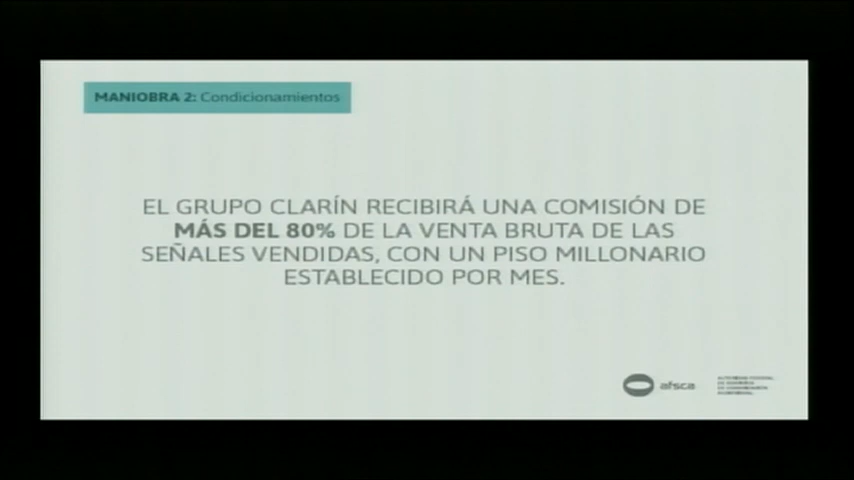 MANIOBRA 2: Condicionamientos
EL GRUPO CLARÍN RECIBIRÁ UNA COMISIÓN DE
MÁS DEL 80% DE LA VENTA BRUTA DE LAS
SEÑALES VENDIDAS, CON UN PISO MILLONARIO
ESTABLECIDO POR MES.
afsca